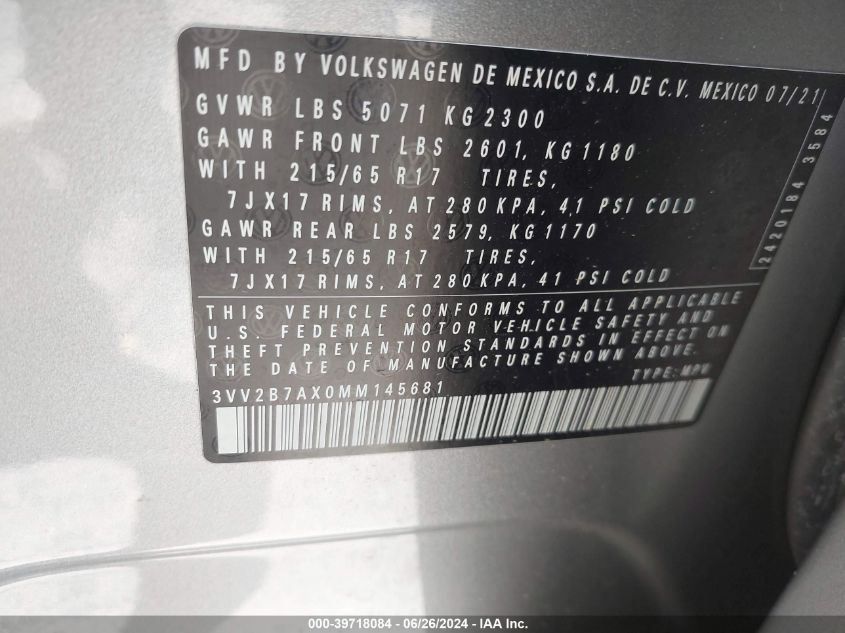 MFD BY VOLKSWAGEN DE MEXICO S.A. DE C.V. MEXICO 07/21
GVWR LBS 5071 KG 2300
GAWR FRONT LBS 2601, KG 1180
WITH 215/65 R17 TIRES,
7JX17 RIMS, AT 280 KPA, 41 PSI COLD
GAWR REAR LBS 2579, KG 1170
WITH 215/65 R17 TIRES,
7JX17 RIMS, AT 280 KPA, 41 PSI COLD
2420184 3584
THIS VEHICLE CONFORMS TO ALL APPLICABLE
U.S. FEDERAL MOTOR VEHICLE SAFETY AND
THEFT PREVENTION STANDARDS IN EFFECT ON
THE DATE OF MANUFACTURE SHOWN ABOVE.
TYPE: MPV
3VV2B7AX0MM145681
000-39718084 - 06/26/2024 - IAA Inc.